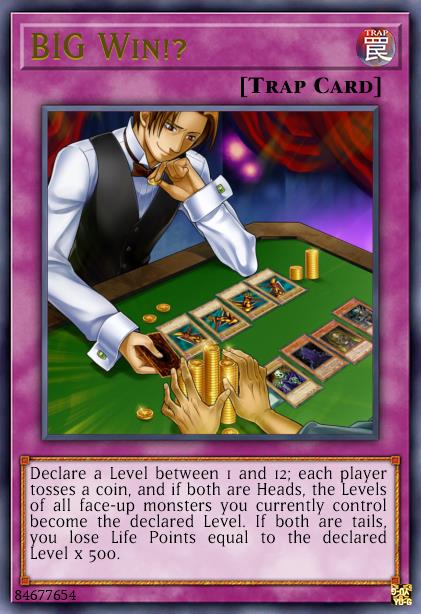 BIG Win!?
TRAP
罠
[Trap Card]
Declare a Level between 1 and 12; each player
tosses a coin, and if both are Heads, the Levels
of all face-up monsters you currently control
become the declared Level. If both are tails,
you lose Life Points equal to the declared
Level x 500.
84677654